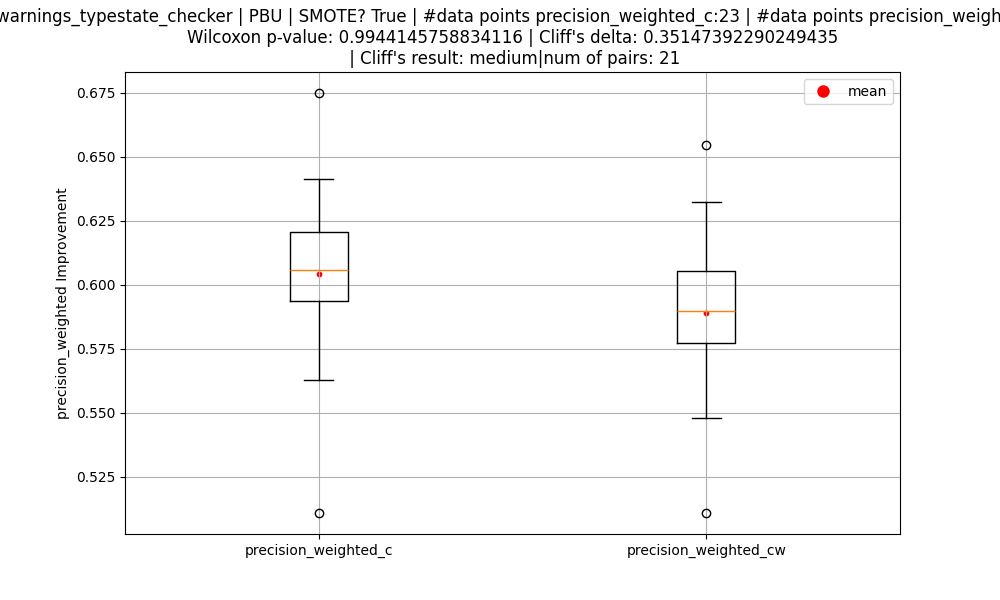 warnings_typestate_checker | PBU | SMOTE? True | #data points precision_weighted_c:23 | #data points precision_weigh
Wilcoxon p-value: 0.9944145758834116 | Cliff's delta: 0.35147392290249435
| Cliff's result: medium|num of pairs: 21
mean
0.675
0.650
0.625
0.600
0.575
0.550
0.525
precision_weighted Improvement
precision_weighted_c
precision_weighted_cw